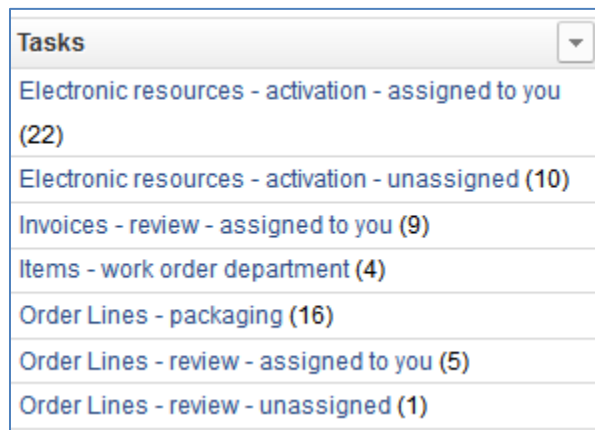 Tasks
Electronic resources - activation - assigned to you
(22)
Electronic resources - activation - unassigned (10)
Invoices - review - assigned to you (9)
Items - work order department (4)
Order Lines - packaging (16)
Order Lines - review - assigned to you (5)
Order Lines - review - unassigned (1)